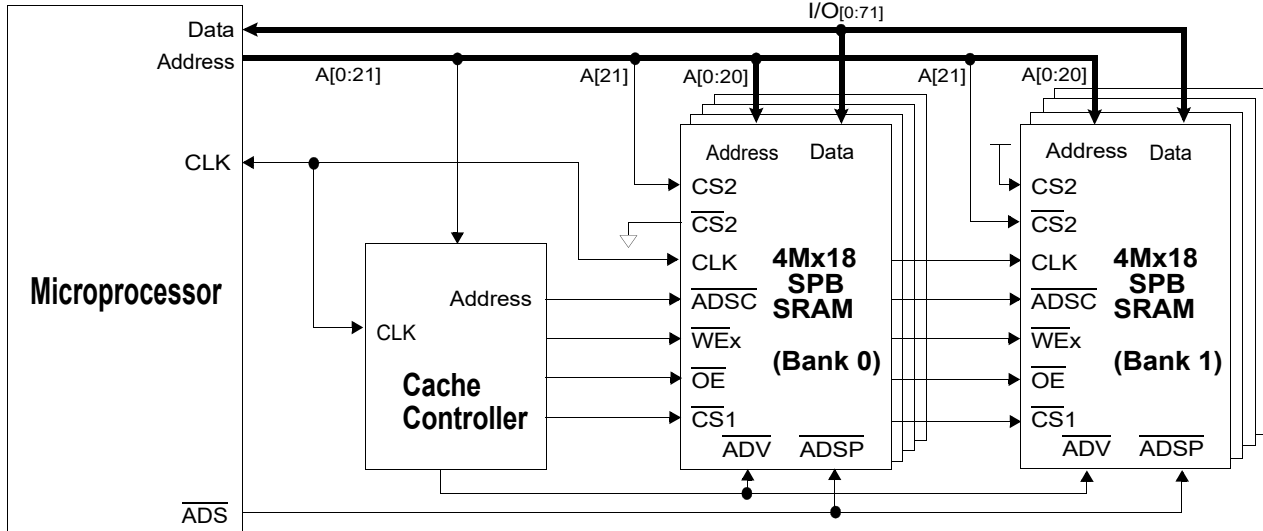 I/O[0:71]
Data
Address
A[0:21]
A[21]
A[0:20]
A[21]
A[0:20]
CLK
Microprocessor
ADS
Address
CLK
Cache
Controller
Address Data
CS2
CS2
CLK
ADSC
WEx
OE
CS1
4Mx18
SPB
SRAM
(Bank 0)
ADV ADSP
Address Data
CS2
CS2
CLK
ADSC
WEx
OE
CS1
4Mx18
SPB
SRAM
(Bank 1)
ADV ADSP